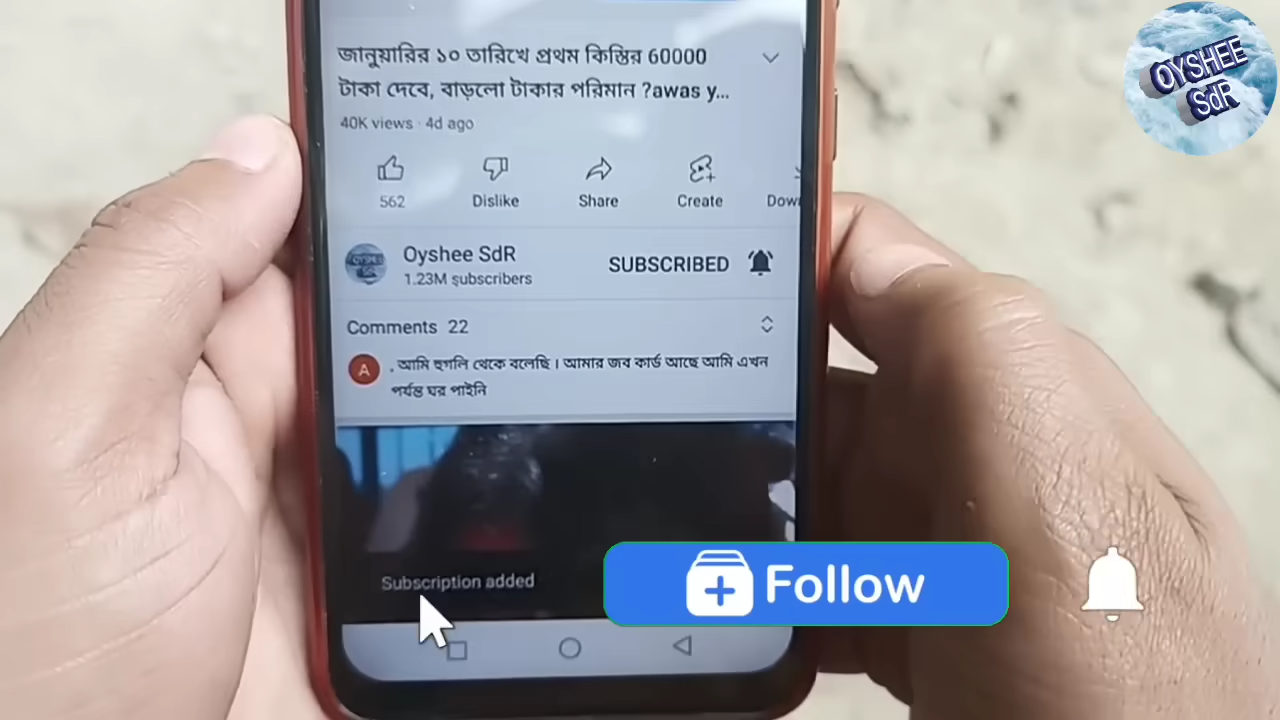 জানুয়ারির ১০ তারিখে প্রথম কিস্তির 60000
টাকা দেবে, বাড়লো টাকার পরিমান ?awas y...
40K views · 4d ago
562
Dislike
Share
Create
Dow
Oyshee SdR
1.23M subscribers
SUBSCRIBED
Comments 22
A
. আমি হুগলি থেকে বলেছি। আমার জব কার্ড আছে আমি এখন
পর্যন্ত ঘর পাইনি
Subscription added
Follow
OYSHEE
SdR